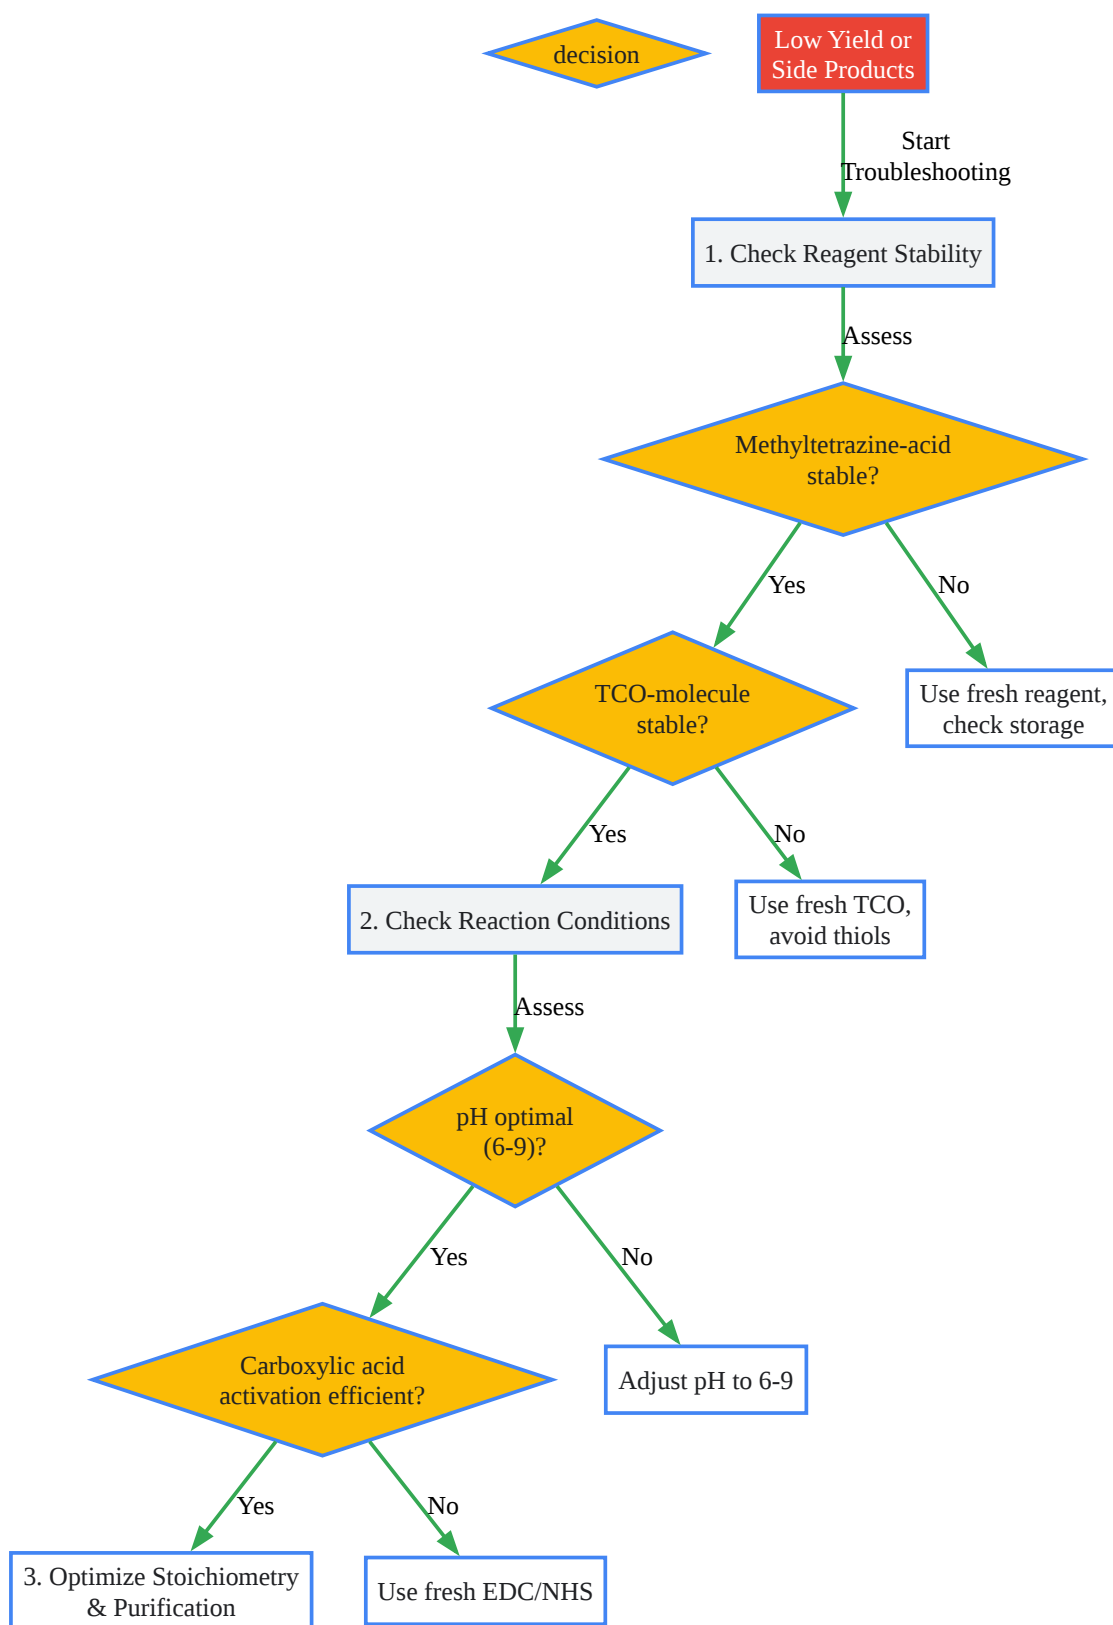 decision
Low Yield or
Side Products
Start
Troubleshooting
1. Check Reagent Stability
Assess
Methyltetrazine-acid
stable?
Yes
No
TCO-molecule
stable?
Use fresh reagent,
check storage
Yes
No
2. Check Reaction Conditions
Use fresh TCO,
avoid thiols
Assess
pH optimal
(6-9)?
Yes
No
Carboxylic acid
activation efficient?
Adjust pH to 6-9
Yes
No
3. Optimize Stoichiometry
& Purification
Use fresh EDC/NHS